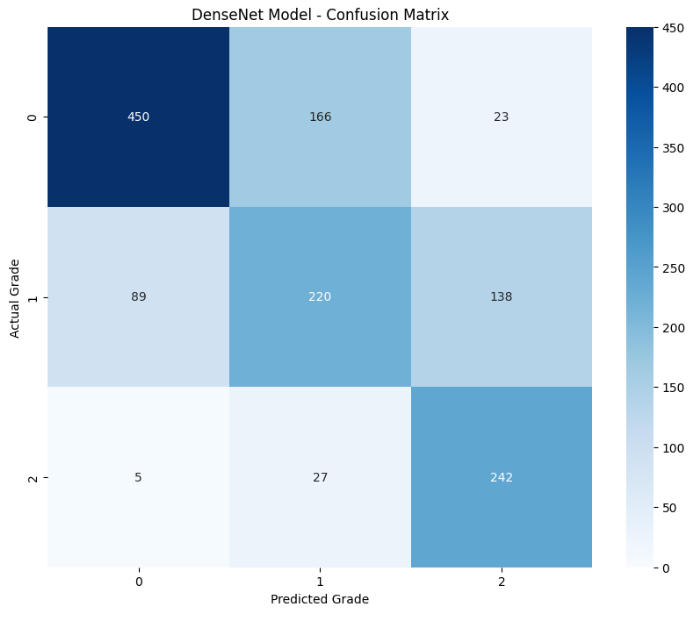 DenseNet Model - Confusion Matrix
450
400
350
300
250
200
150
100
50
0
Actual Grade
0
1
2
450 166 23
89 220 138
5 27 242
0 1 2
Predicted Grade